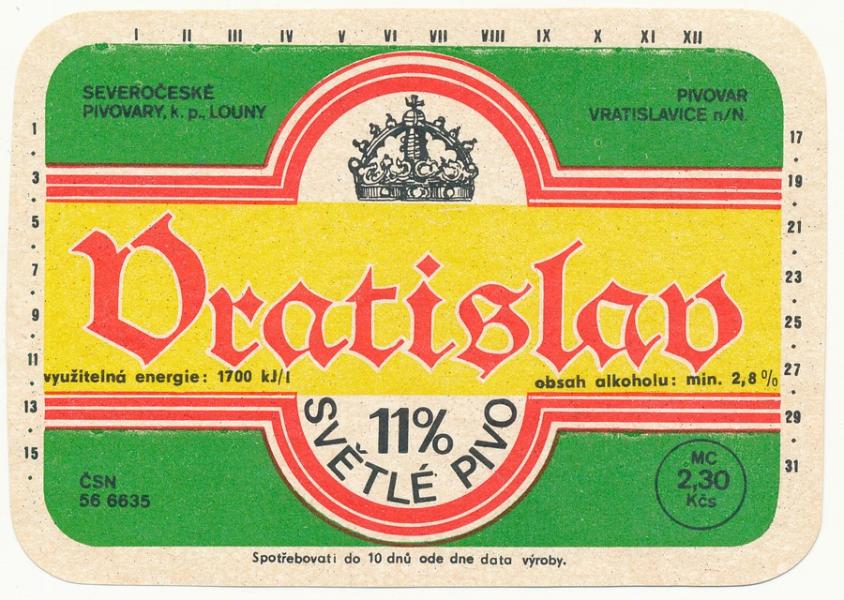 I II III IV V VI VII VIII IX X XI XII
SEVEROČESKÉ
PIVOVARY, k. p., LOUNY
PIVOVAR
VRATISLAVICE n/N.
1
3
5
7
9
11
13
15
17
19
21
23
25
27
29
31
Vratislav
využitelná energie: 1700 kJ/l
obsah alkoholu: min. 2,8%
11%
SVĚTLÉ PIVO
ČSN
56 6635
MC
2,30
Kčs
Spotřebovati do 10 dnů ode dne data výroby.